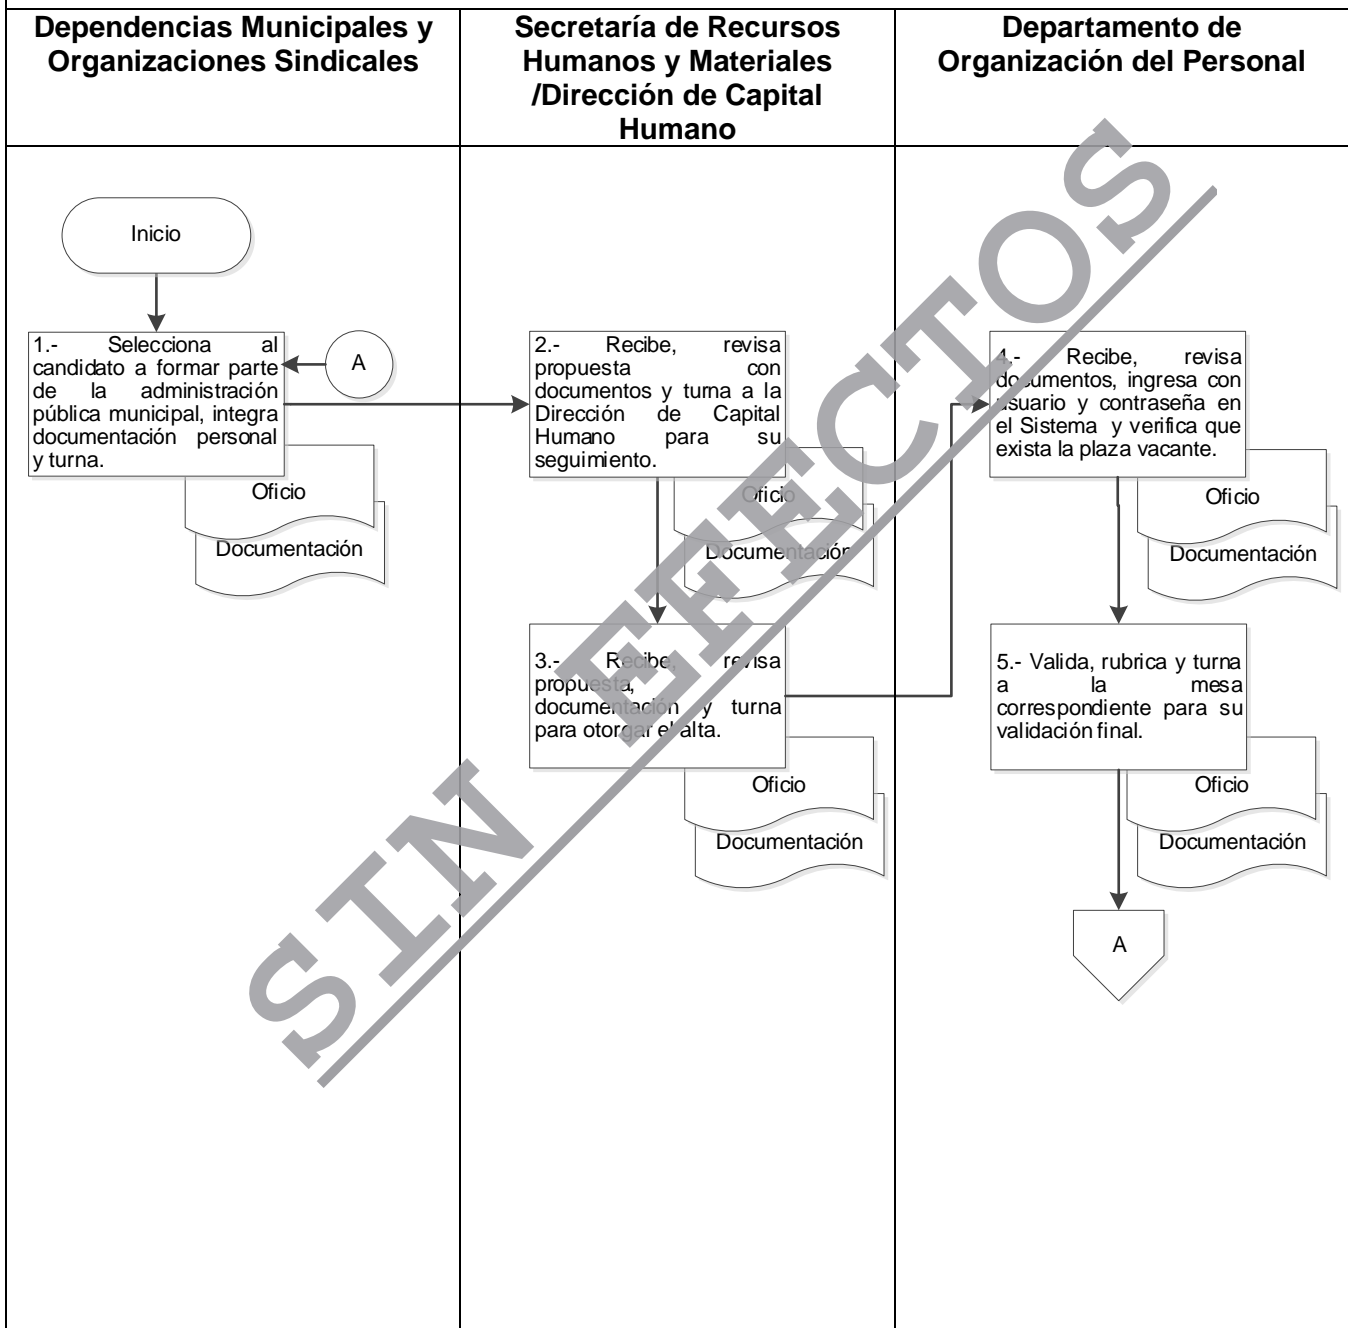 Dependencias Municipales y
Organizaciones Sindicales
Secretaría de Recursos
Humanos y Materiales
/Dirección de Capital
Humano
Departamento de
Organización del Personal
Inicio
1.- Selecciona al
candidato a formar parte
de la administración
pública municipal, integra
documentación personal
y turna.
A
Oficio
Documentación
2.- Recibe, revisa
propuesta con
documentos y turna a la
Dirección de Capital
Humano para su
seguimiento.
Oficio
Documentación
3.- Recibe, revisa
propuesta,
documentación y turna
para otorgar el alta.
Oficio
Documentación
4.- Recibe, revisa
documentos, ingresa con
usuario y contraseña en
el Sistema y verifica que
exista la plaza vacante.
Oficio
Documentación
5.- Valida, rubrica y turna
a la mesa
correspondiente para su
validación final.
Oficio
Documentación
A
SIN EFECTOS